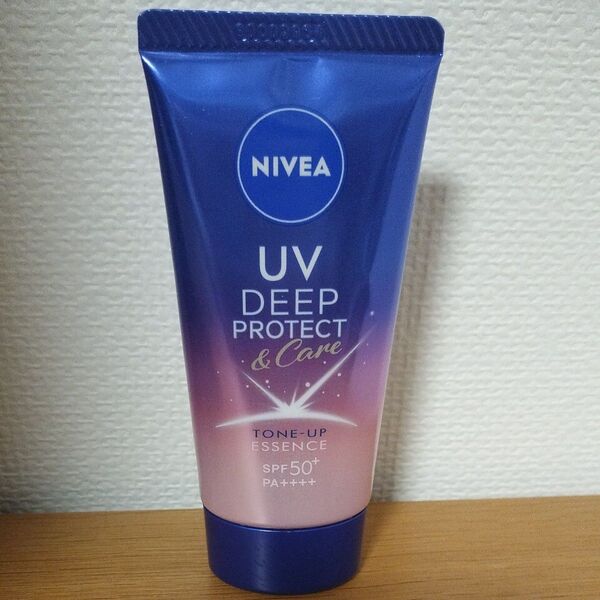 NIVEA
UV
DEEP
PROTECT
& Care
TONE-UP
ESSENCE
SPF50+
PA++++